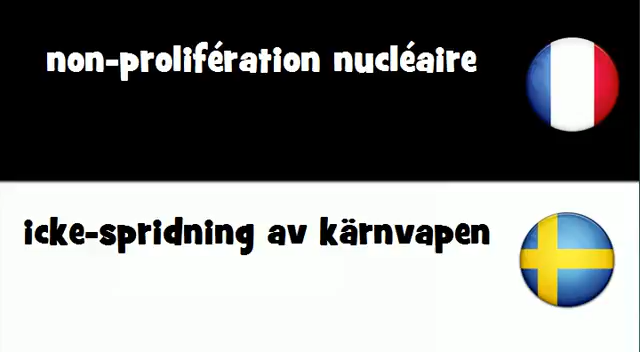 non-prolifération nucléaire
icke-spridning av kärnvapen